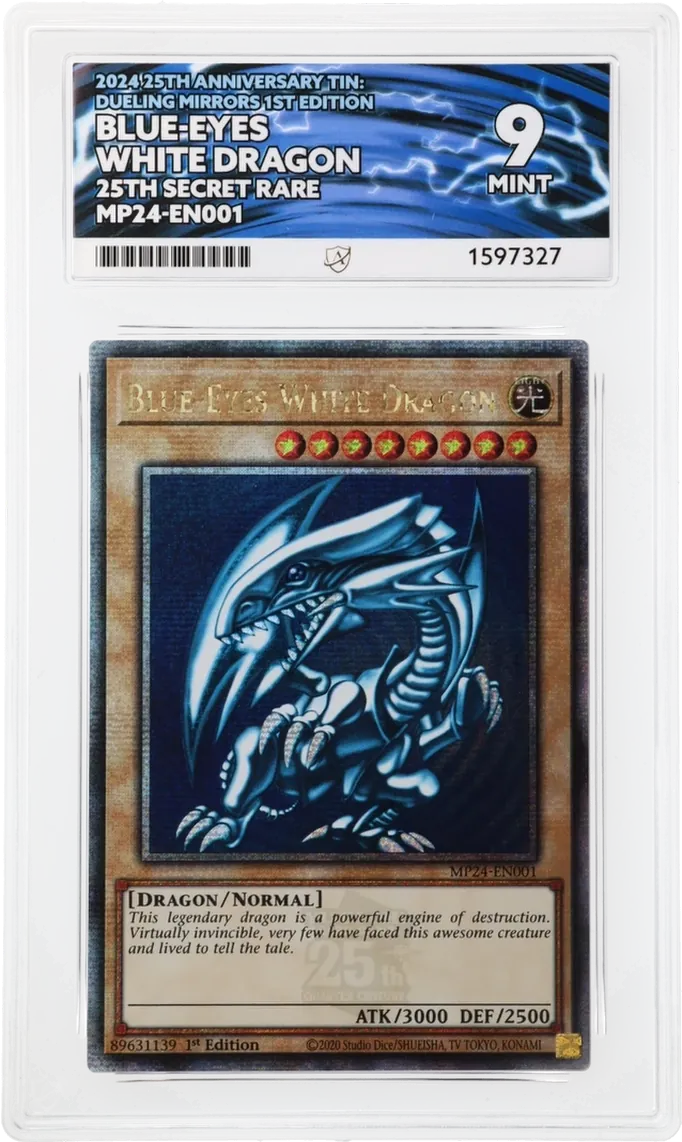 2024 25TH ANNIVERSARY TIN:
DUELING MIRRORS 1ST EDITION
BLUE-EYES
WHITE DRAGON
25TH SECRET RARE
MP24-EN001
9
MINT
1597327
BLUE-EYES WHITE DRAGON
LIGHT
光
MP24-EN001
[DRAGON/NORMAL]
This legendary dragon is a powerful engine of destruction.
Virtually invincible, very few have faced this awesome creature
and lived to tell the tale.
25th
QUARTER CENTURY
ATK/3000 DEF/2500
89631139 1st Edition ©2020 Studio Dice/SHUEISHA, TV TOKYO, KONAMI